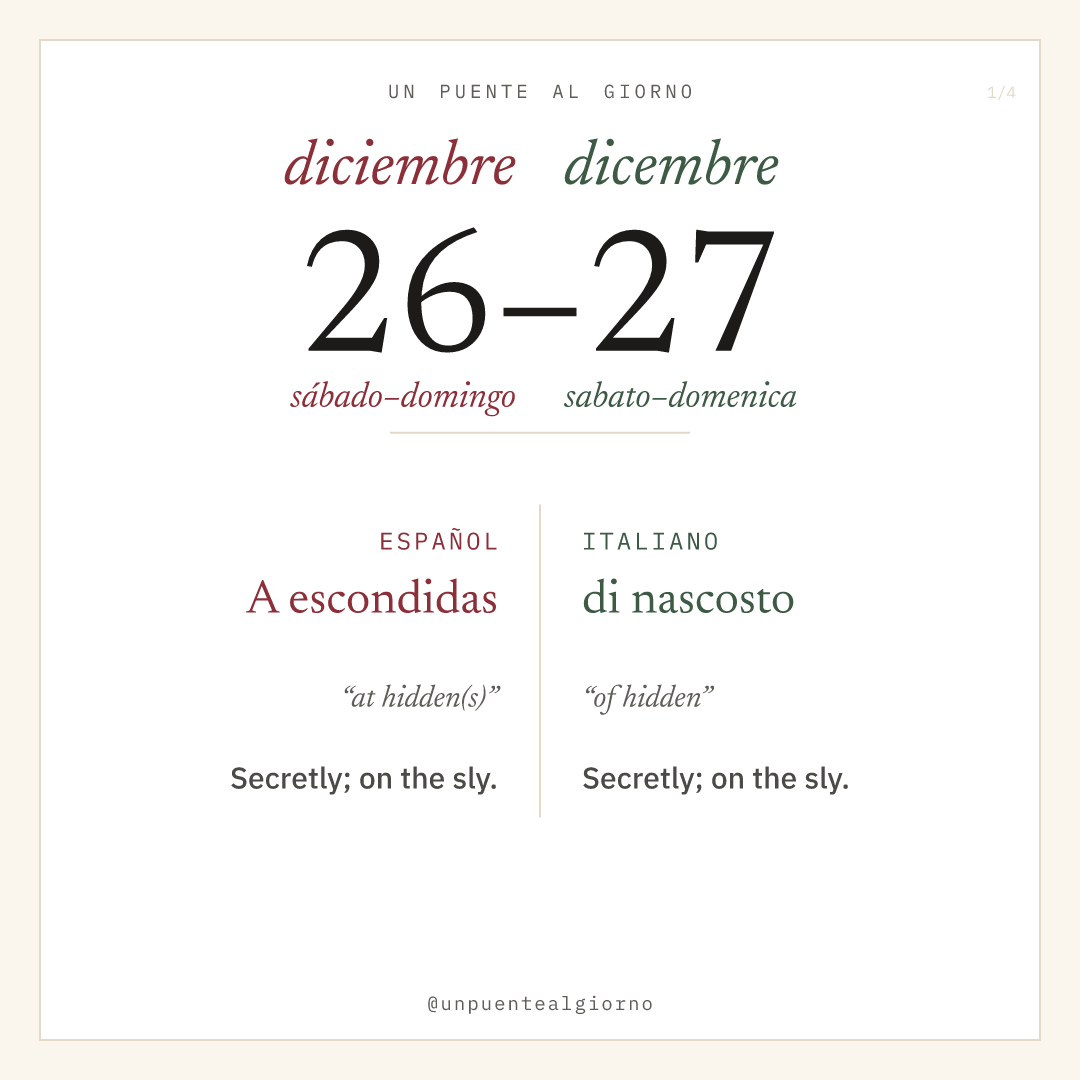 UN PUENTE AL GIORNO
1/4
diciembre dicembre
26–27
sábado–domingo sabato–domenica
ESPAÑOL
A escondidas
“at hidden(s)”
Secretly; on the sly.
ITALIANO
di nascosto
“of hidden”
Secretly; on the sly.
@unpuentealgiorno